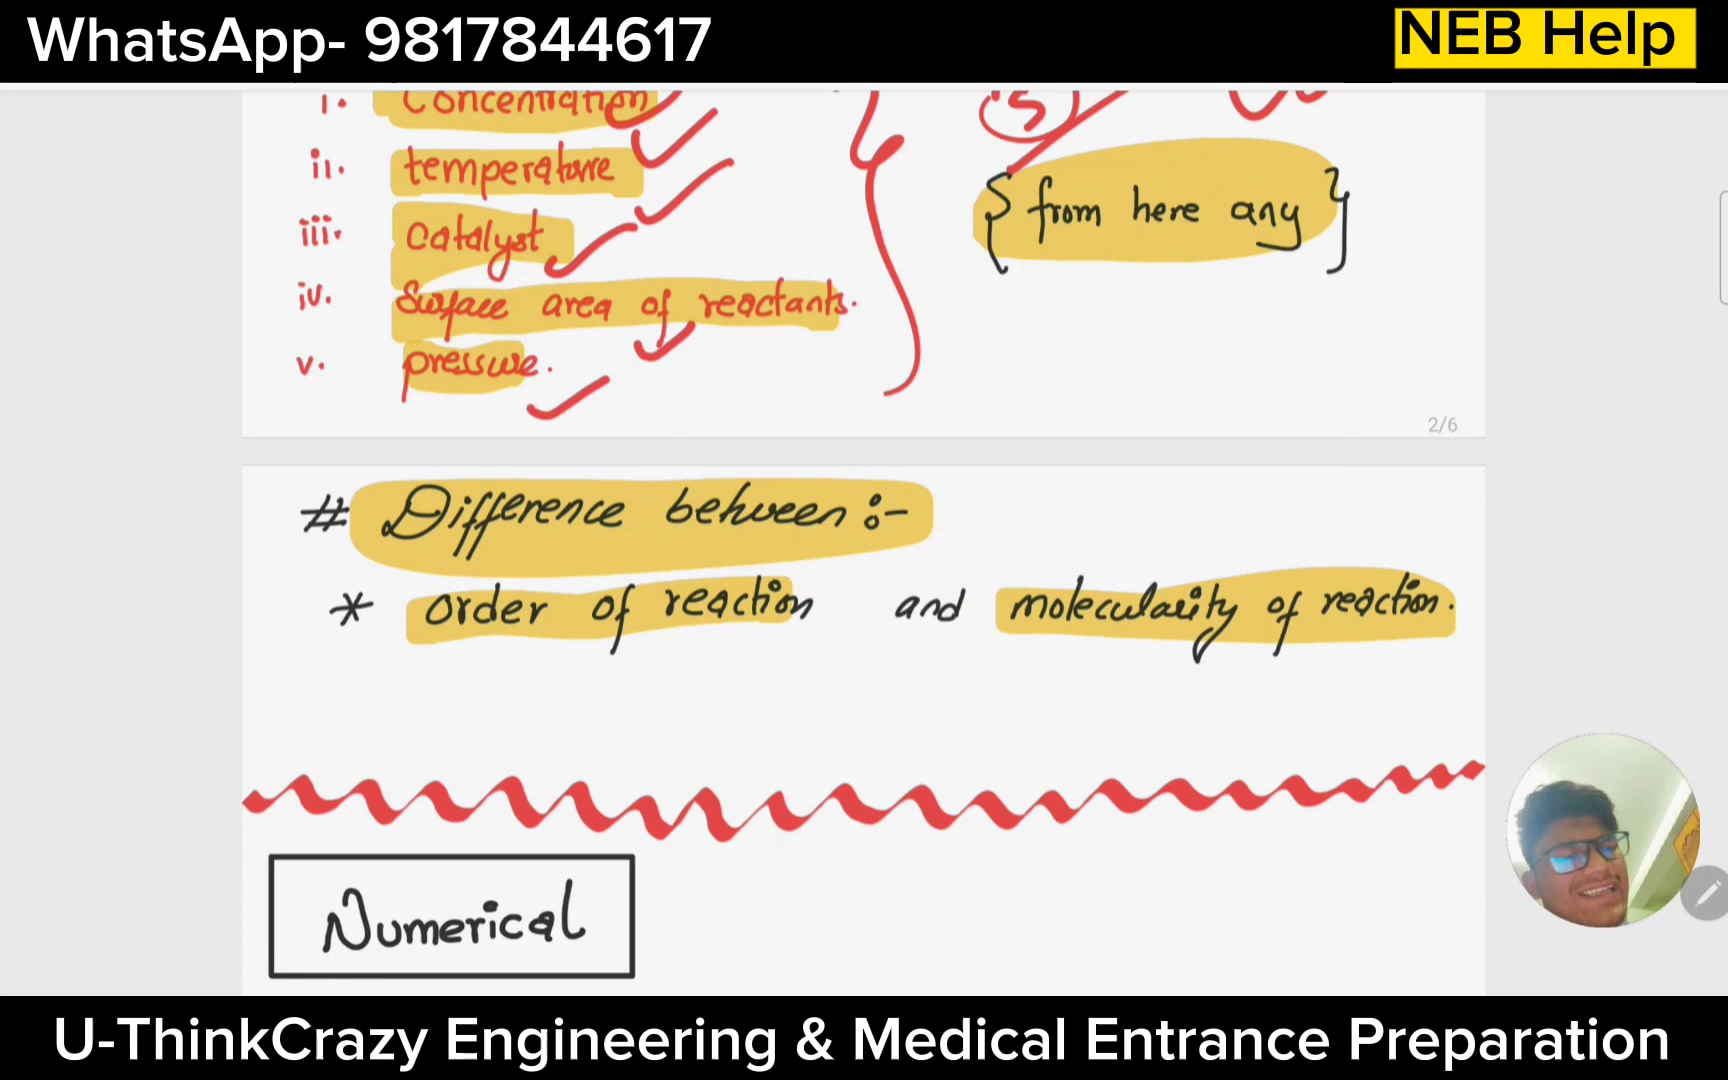 WhatsApp- 9817844617
NEB Help
i. Concentration
ii. temperature
iii. Catalyst
iv. Surface area of reactants.
v. pressure.
5
{ from here any }
2/6
# Difference between :-
* order of reaction and molecularity of reaction.
Numerical
U-ThinkCrazy Engineering & Medical Entrance Preparation